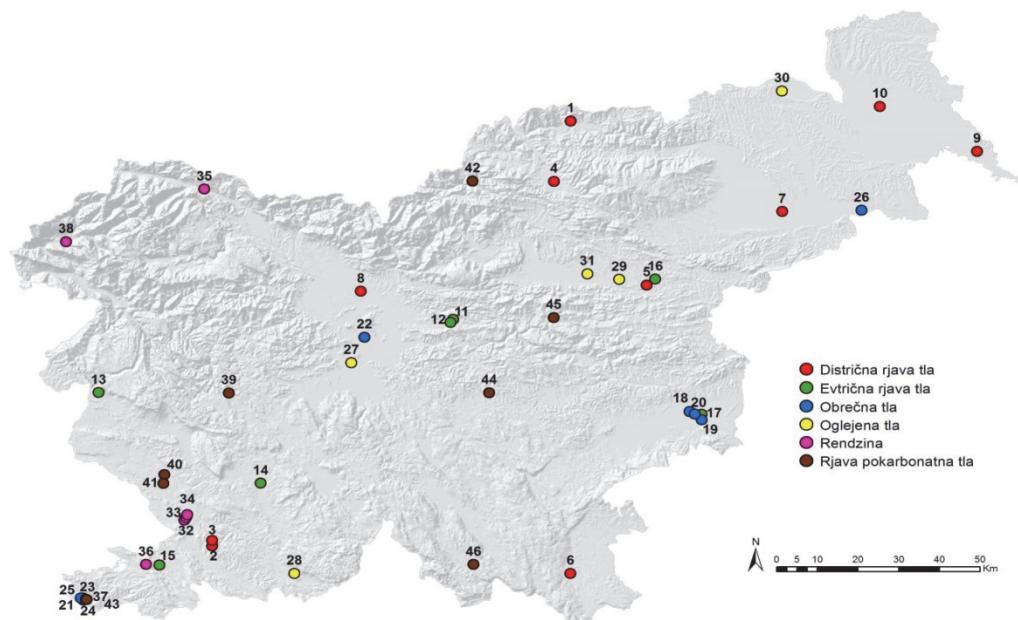 30
10
1
9
35
42
4
7
26
38
31
29
5 16
8
12 11
45
22
27
13
39
44
18 20 17
19
40
41
14
34
33
32
3
2
36 15
28
46
6
25 23 37
21 24 43
Distrična rjava tla
Evtrična rjava tla
Obrečna tla
Oglejena tla
Rendzina
Rjava pokarbonatna tla
N
0 5 10 20 30 40 50
Km